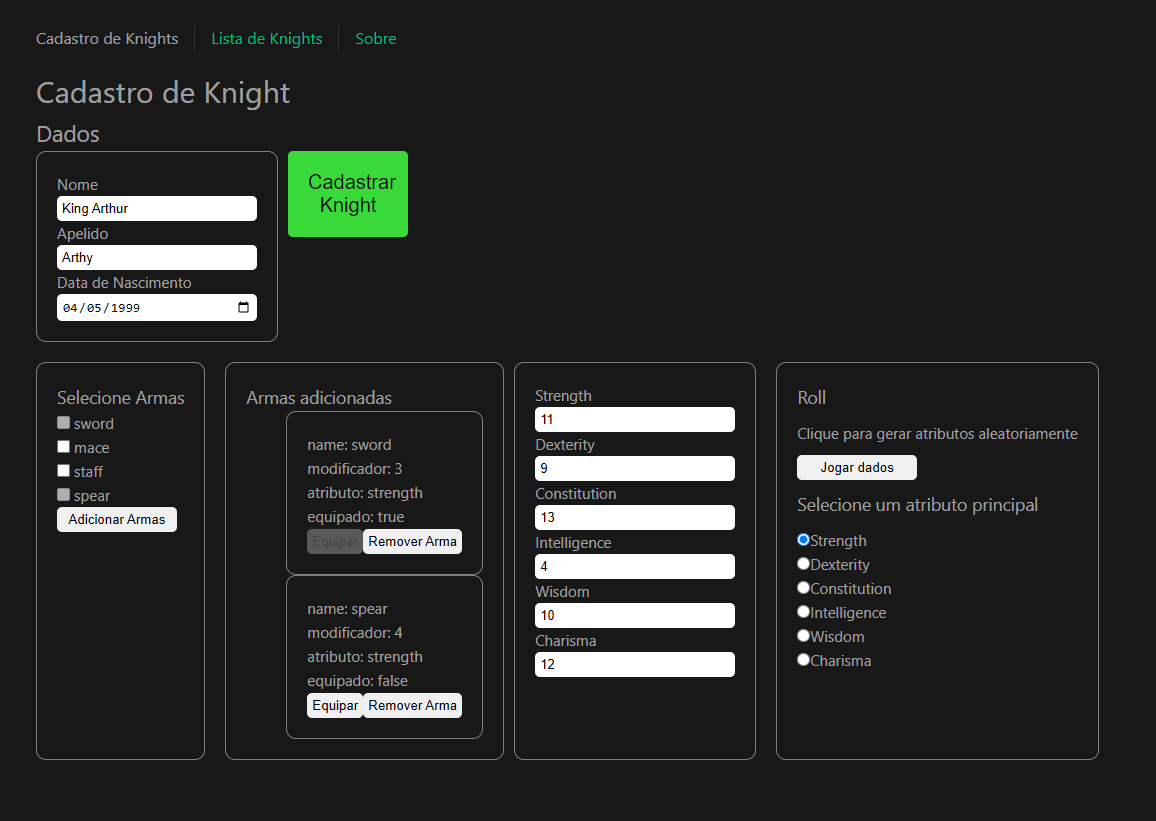 Cadastro de Knights
Lista de Knights
Sobre
Cadastro de Knight
Dados
Nome
King Arthur
Apelido
Arthy
Data de Nascimento
04/05/1999
Cadastrar
Knight
Selecione Armas
sword
mace
staff
spear
Adicionar Armas
Armas adicionadas
name: sword
modificador: 3
atributo: strength
equipado: true
Equipar
Remover Arma
name: spear
modificador: 4
atributo: strength
equipado: false
Equipar
Remover Arma
Strength
11
Dexterity
9
Constitution
13
Intelligence
4
Wisdom
10
Charisma
12
Roll
Clique para gerar atributos aleatoriamente
Jogar dados
Selecione um atributo principal
Strength
Dexterity
Constitution
Intelligence
Wisdom
Charisma